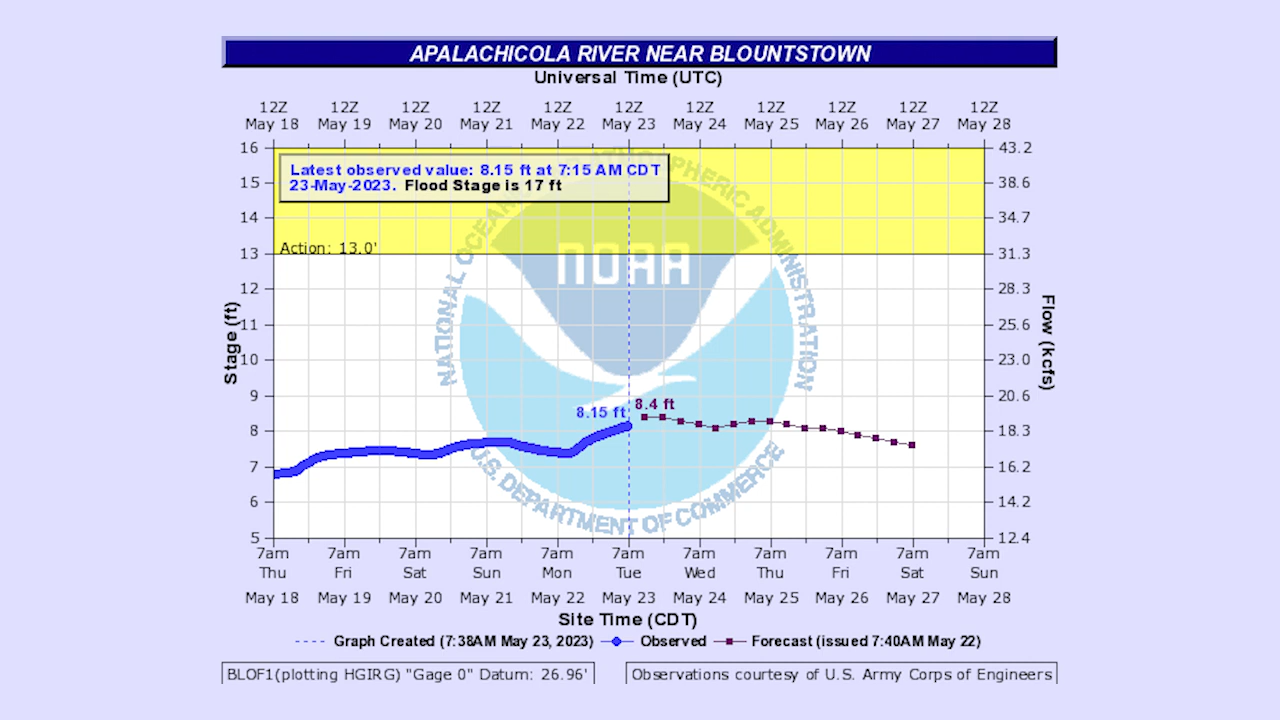 APALACHICOLA RIVER NEAR BLOUNTSTOWN
Universal Time (UTC)
12Z 12Z 12Z 12Z 12Z 12Z 12Z 12Z 12Z 12Z 12Z
May 18 May 19 May 20 May 21 May 22 May 23 May 24 May 25 May 26 May 27 May 28
16 43.2
Latest observed value: 8.15 ft at 7:15 AM CDT
23-May-2023. Flood Stage is 17 ft
15 38.6
14 34.7
Action: 13.0'
13 31.3
12 28.3
11 25.6
10 23.0
9 20.6
8 18.3
7 16.2
6 14.2
5 12.4
Stage (ft)
Flow (kcfs)
NATIONAL OCEANIC AND ATMOSPHERIC ADMINISTRATION
NOAA
U.S. DEPARTMENT OF COMMERCE
8.15 ft
8.4 ft
7am 7am 7am 7am 7am 7am 7am 7am 7am 7am 7am
Thu Fri Sat Sun Mon Tue Wed Thu Fri Sat Sun
May 18 May 19 May 20 May 21 May 22 May 23 May 24 May 25 May 26 May 27 May 28
Site Time (CDT)
Graph Created (7:38AM May 23, 2023) Observed Forecast (issued 7:40AM May 22)
BLOF1(plotting HGIRG) "Gage 0" Datum: 26.96'
Observations courtesy of U.S. Army Corps of Engineers